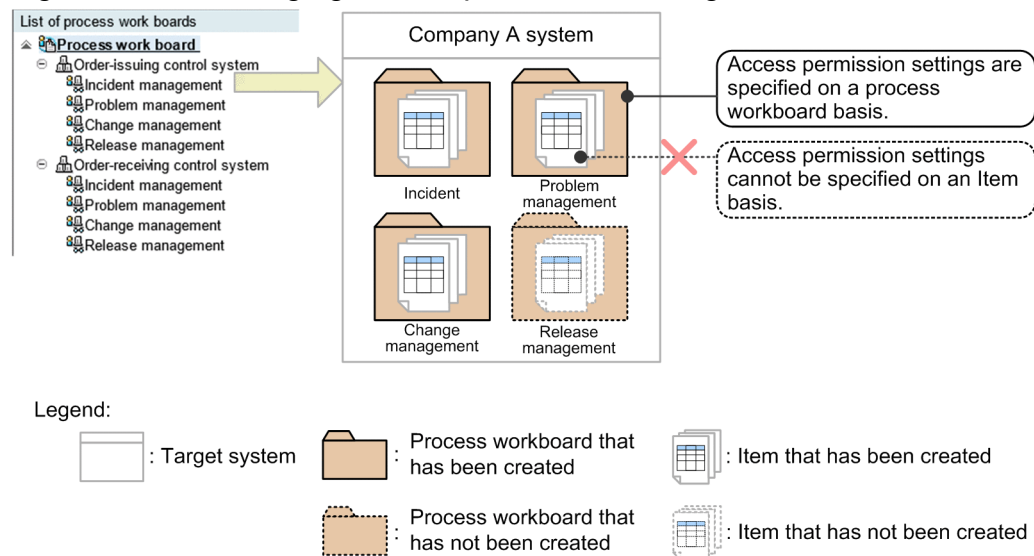 List of process work boards
Process work board
Order-issuing control system
Incident management
Problem management
Change management
Release management
Order-receiving control system
Incident management
Problem management
Change management
Release management
Company A system
Incident
Problem
management
Change
management
Release
management
Access permission settings are
specified on a process
workboard basis.
Access permission settings
cannot be specified on an Item
basis.
Legend:
: Target system
: Process workboard that
has been created
: Item that has been created
: Process workboard that
has not been created
: Item that has not been created